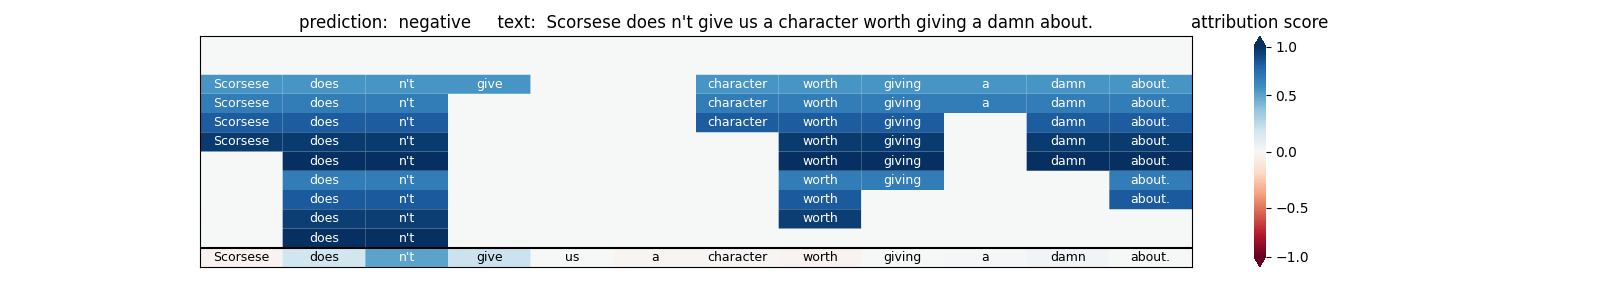 prediction:  negative     text:  Scorsese does n't give us a character worth giving a damn about.
attribution score
Scorsese does n't give character worth giving a damn about.
Scorsese does n't character worth giving a damn about.
Scorsese does n't character worth giving damn about.
Scorsese does n't worth giving damn about.
does n't worth giving damn about.
does n't worth giving about.
does n't worth about.
does n't worth
does n't
Scorsese does n't give us a character worth giving a damn about.
1.0
0.5
0.0
−0.5
−1.0